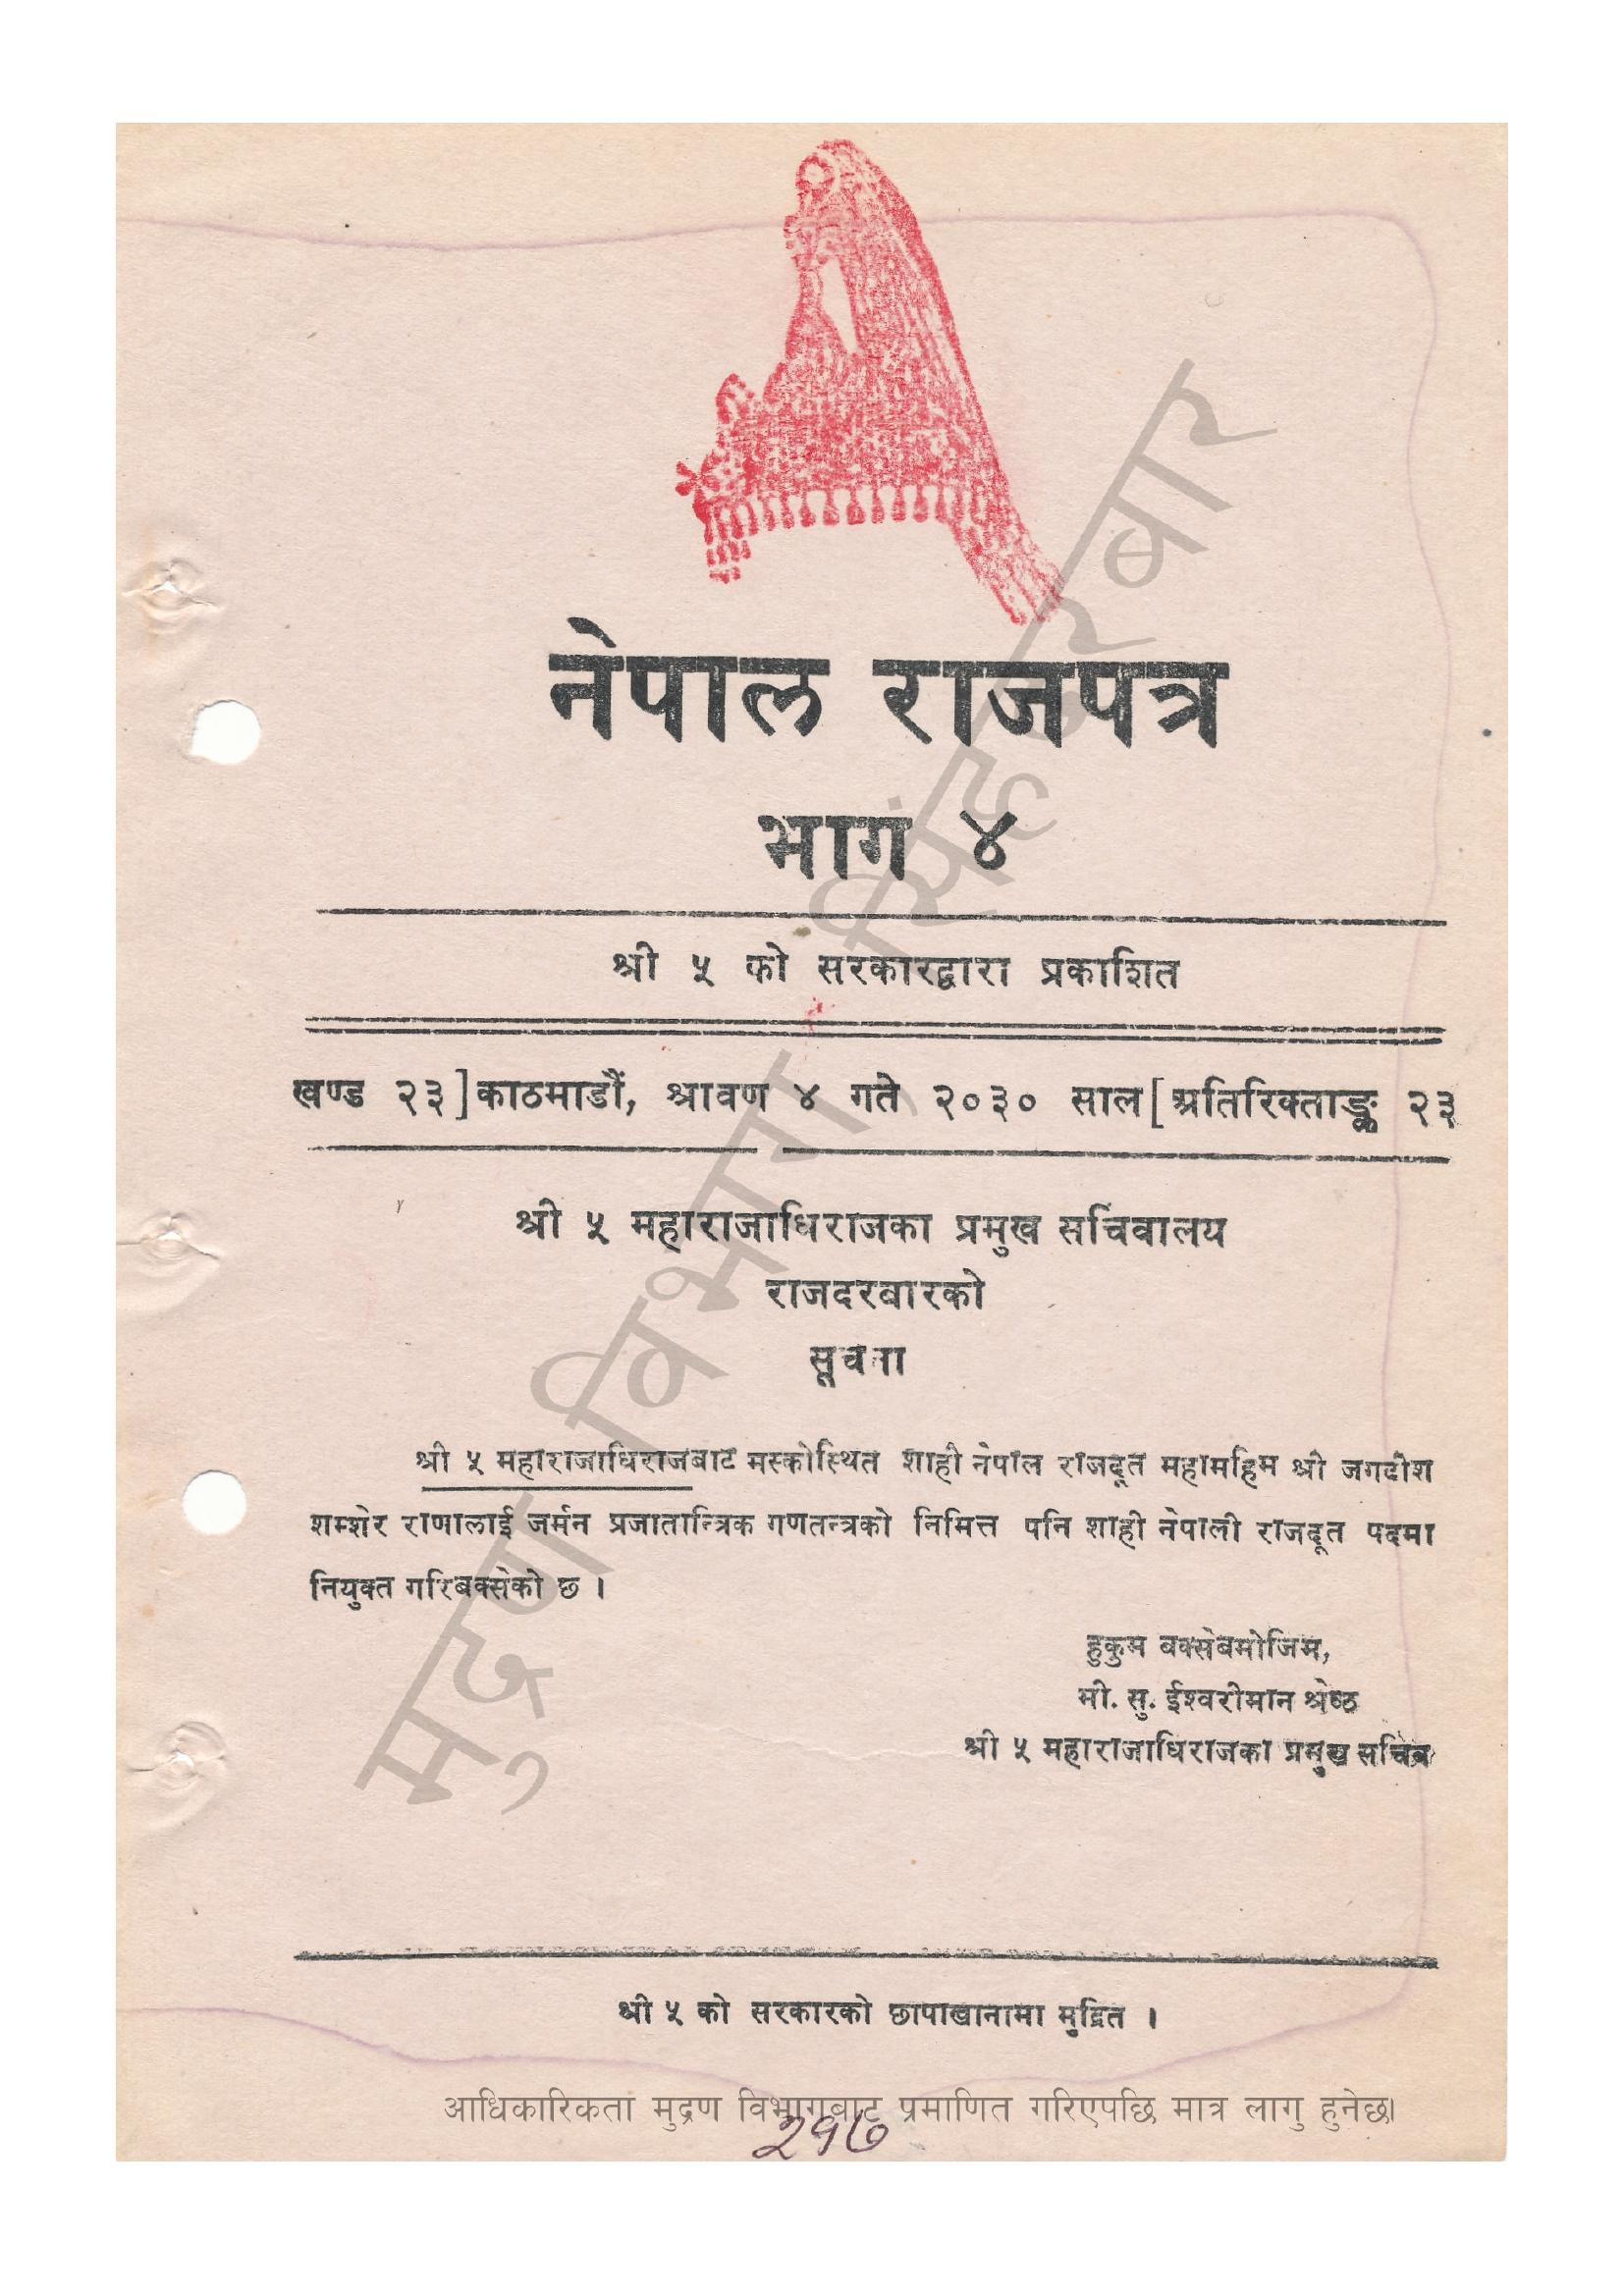 नेपाल राजपत्र
भाग ४
श्री ५ को सरकारद्वारा प्रकाशित
खण्ड २३] काठमाडौं, श्रावण ४ गते २०३० साल [अतिरिक्ताङ्क २३
श्री ५ महाराजाधिराजका प्रमुख सचिवालय
राजदरबारको
सूचना
श्री ५ महाराजाधिराजबाट मस्कोस्थित शाही नेपाल राजदूत महामहिम श्री जगदीश
शम्शेर राणालाई जर्मन प्रजातान्त्रिक गणतन्त्रको निमित्त पनि शाही नेपाली राजदूत पदमा
नियुक्त गरिबक्सेको छ ।
हुकुम बक्सेबमोजिम,
मी. सु. ईश्वरीमान श्रेष्ठ
श्री ५ महाराजाधिराजका प्रमुख सचिव
श्री ५ को सरकारको छापाखानामा मुद्रित ।
आधिकारिकता मुद्रण विभागबाट प्रमाणित गरिएपछि मात्र लागु हुनेछ।
२१७
मुद्रण विभाग, सिंहदरबार